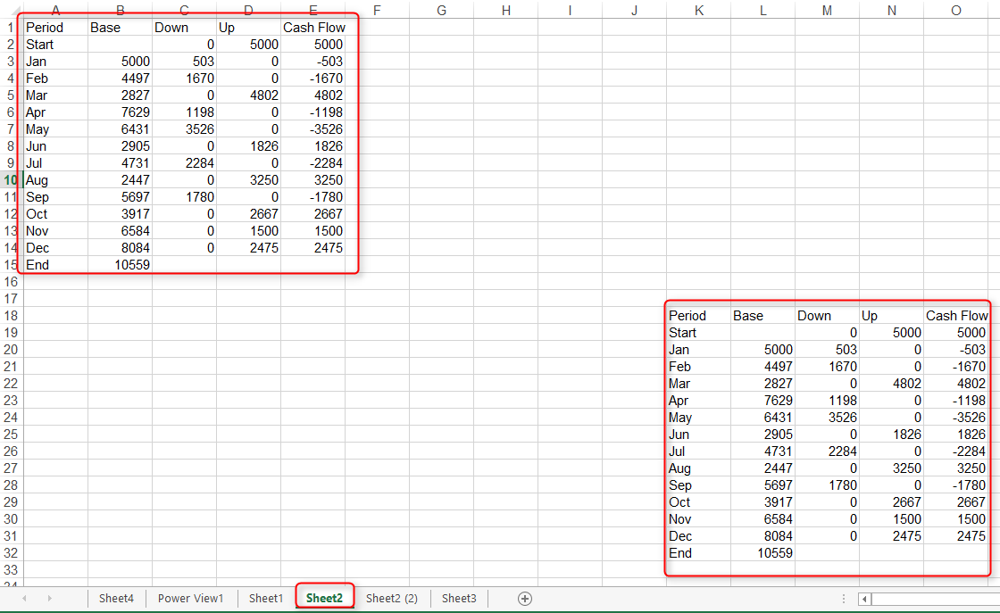 A B C D E F G H I J K L M N O
1 Period Base Down Up Cash Flow
2 Start 0 5000 5000
3 Jan 5000 503 0 -503
4 Feb 4497 1670 0 -1670
5 Mar 2827 0 4802 4802
6 Apr 7629 1198 0 -1198
7 May 6431 3526 0 -3526
8 Jun 2905 0 1826 1826
9 Jul 4731 2284 0 -2284
10 Aug 2447 0 3250 3250
11 Sep 5697 1780 0 -1780
12 Oct 3917 0 2667 2667
13 Nov 6584 0 1500 1500
14 Dec 8084 0 2475 2475
15 End 10559
16
17
18 Period Base Down Up Cash Flow
19 Start 0 5000 5000
20 Jan 5000 503 0 -503
21 Feb 4497 1670 0 -1670
22 Mar 2827 0 4802 4802
23 Apr 7629 1198 0 -1198
24 May 6431 3526 0 -3526
25 Jun 2905 0 1826 1826
26 Jul 4731 2284 0 -2284
27 Aug 2447 0 3250 3250
28 Sep 5697 1780 0 -1780
29 Oct 3917 0 2667 2667
30 Nov 6584 0 1500 1500
31 Dec 8084 0 2475 2475
32 End 10559
33
Sheet4 Power View1 Sheet1 Sheet2 Sheet2 (2) Sheet3